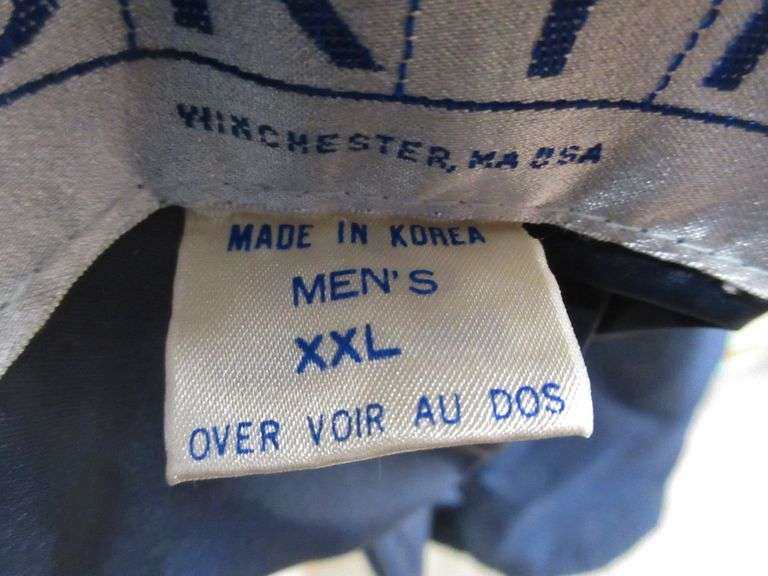 WINCHESTER, MA USA
MADE IN KOREA
MEN'S
XXL
OVER VOIR AU DOS